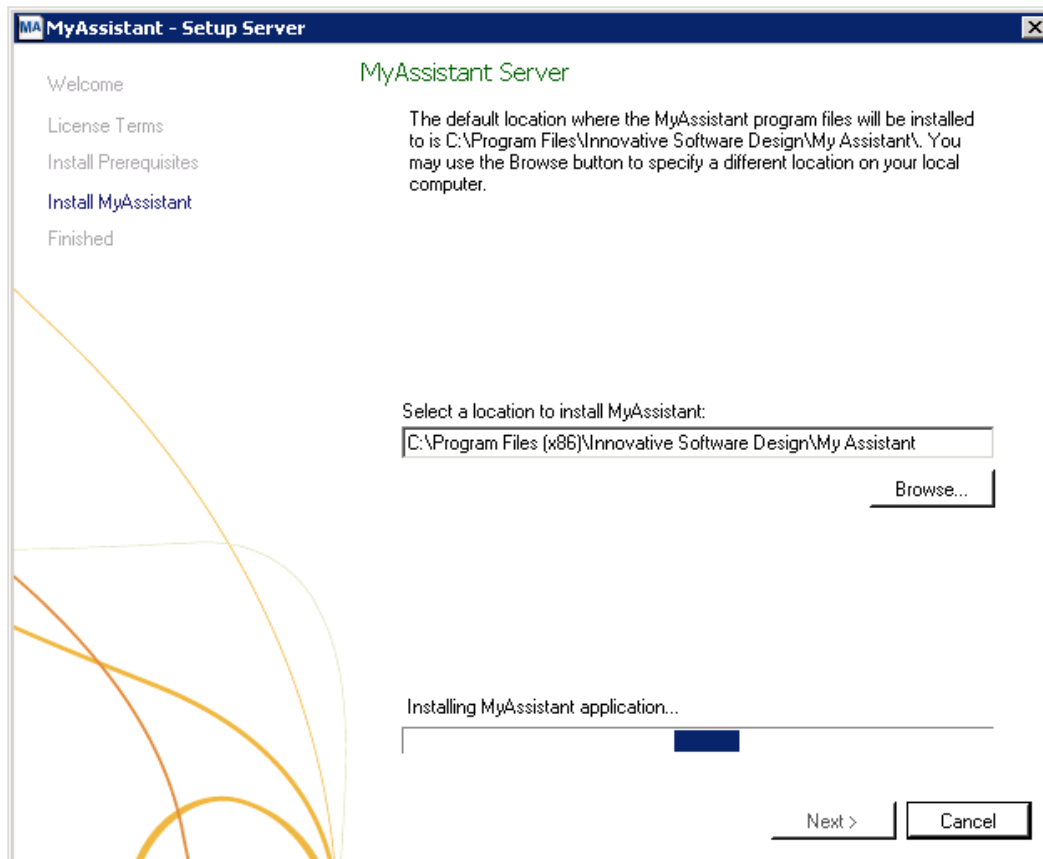 MA MyAssistant - Setup Server
Welcome
License Terms
Install Prerequisites
Install MyAssistant
Finished
MyAssistant Server
The default location where the MyAssistant program files will be installed
to is C:\Program Files\Innovative Software Design\My Assistant\. You
may use the Browse button to specify a different location on your local
computer.
Select a location to install MyAssistant:
C:\Program Files (x86)\Innovative Software Design\My Assistant
Browse...
Installing MyAssistant application...
Next >
Cancel